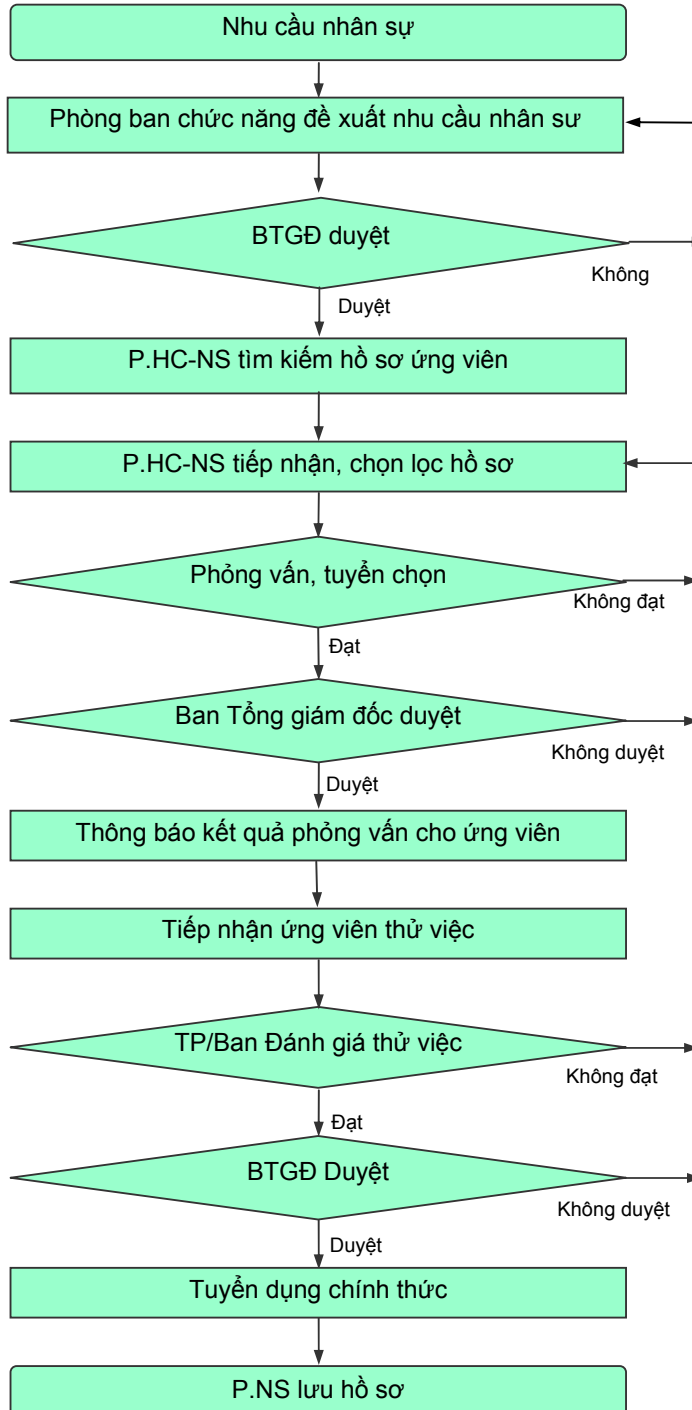 Nhu cầu nhân sự
Phòng ban chức năng đề xuất nhu cầu nhân sư
BTGĐ duyệt
Không
Duyệt
P.HC-NS tìm kiếm hồ sơ ứng viên
P.HC-NS tiếp nhận, chọn lọc hồ sơ
Phỏng vấn, tuyển chọn
Không đạt
Đạt
Ban Tổng giám đốc duyệt
Không duyệt
Duyệt
Thông báo kết quả phỏng vấn cho ứng viên
Tiếp nhận ứng viên thử việc
TP/Ban Đánh giá thử việc
Không đạt
Đạt
BTGĐ Duyệt
Không duyệt
Duyệt
Tuyển dụng chính thức
P.NS lưu hồ sơ